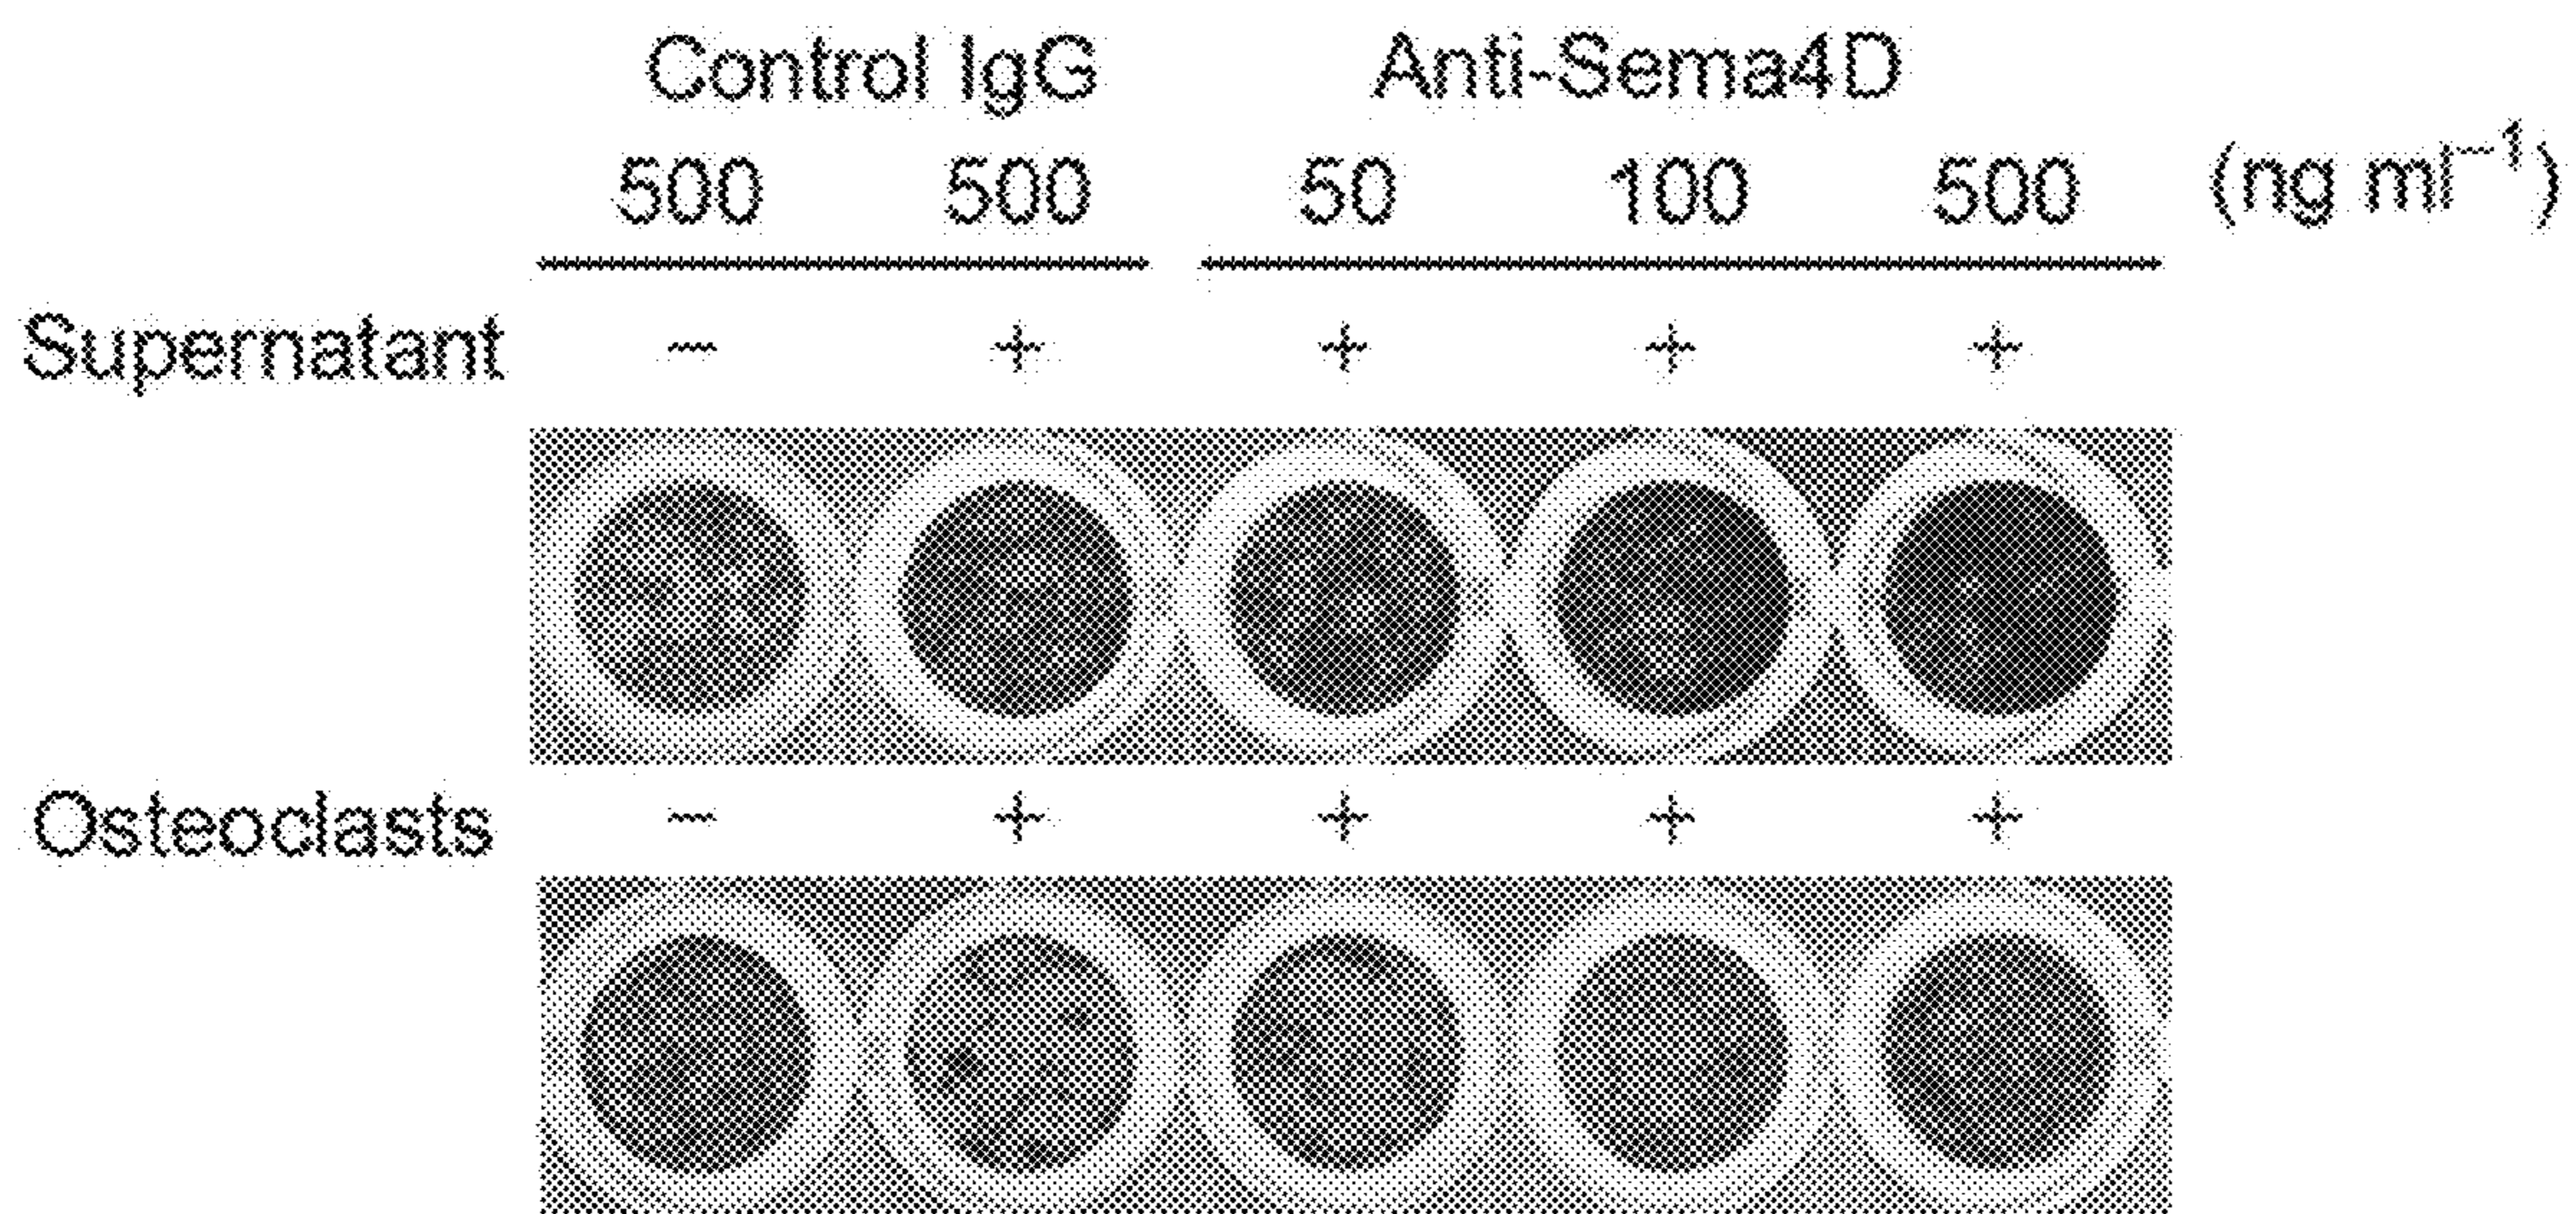 Control IgG Anti-Sema4D
500 500 50 100 500 (ng ml⁻¹)
Supernatant − + + + +
Osteoclasts − + + + +